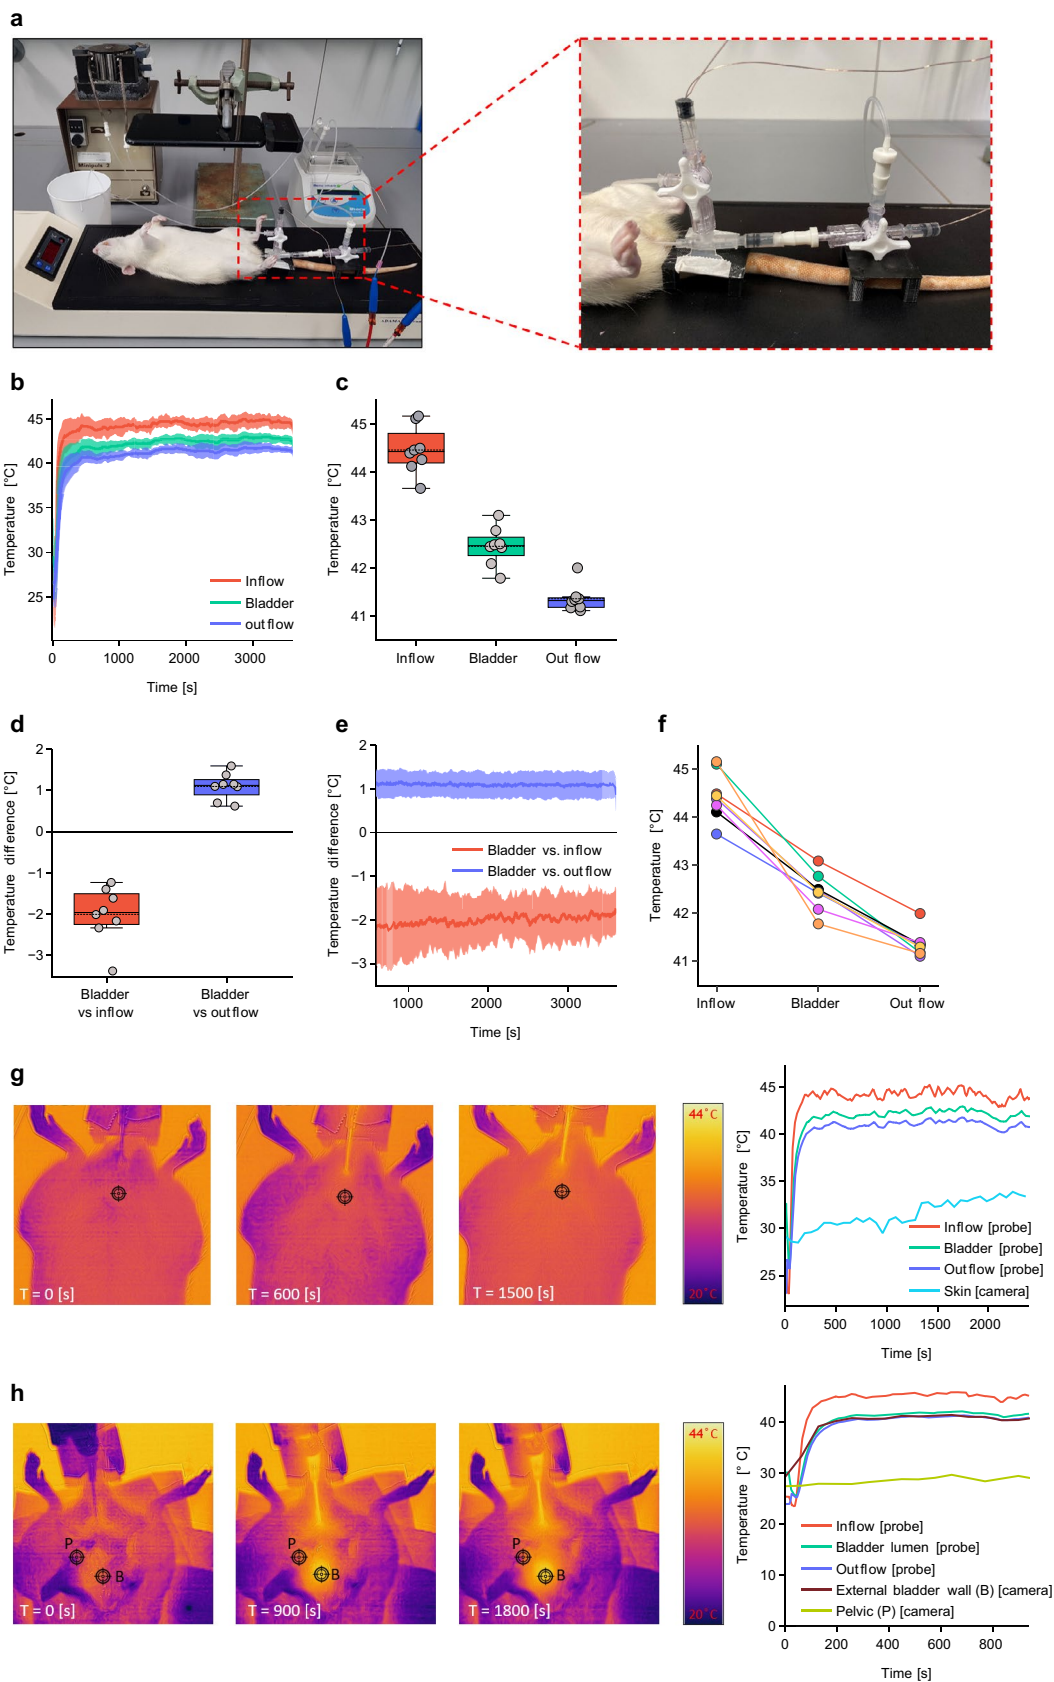 a
Minipuls 3
b
Temperature [°C]
45
40
35
30
25
Inflow
Bladder
outflow
0
1000
2000
3000
Time [s]
c
Temperature [°C]
45
44
43
42
41
Inflow
Bladder
Out flow
d
Temperature difference [°C]
2
1
0
−1
−2
−3
Bladder
vs inflow
Bladder
vs outflow
e
Temperature difference [°C]
2
1
0
−1
−2
−3
Bladder vs. inflow
Bladder vs. outflow
1000
2000
3000
Time [s]
f
Temperature [°C]
45
44
43
42
41
Inflow
Bladder
Out flow
g
T = 0 [s]
T = 600 [s]
T = 1500 [s]
44°C
20°C
Temperature [°C]
45
40
35
30
25
Inflow [probe]
Bladder [probe]
Outflow [probe]
Skin [camera]
0
500
1000
1500
2000
Time [s]
h
P
B
T = 0 [s]
P
B
T = 900 [s]
P
B
T = 1800 [s]
44°C
20°C
Temperature [° C]
40
30
20
10
0
Inflow [probe]
Bladder lumen [probe]
Outflow [probe]
External bladder wall (B) [camera]
Pelvic (P) [camera]
0
200
400
600
800
Time [s]